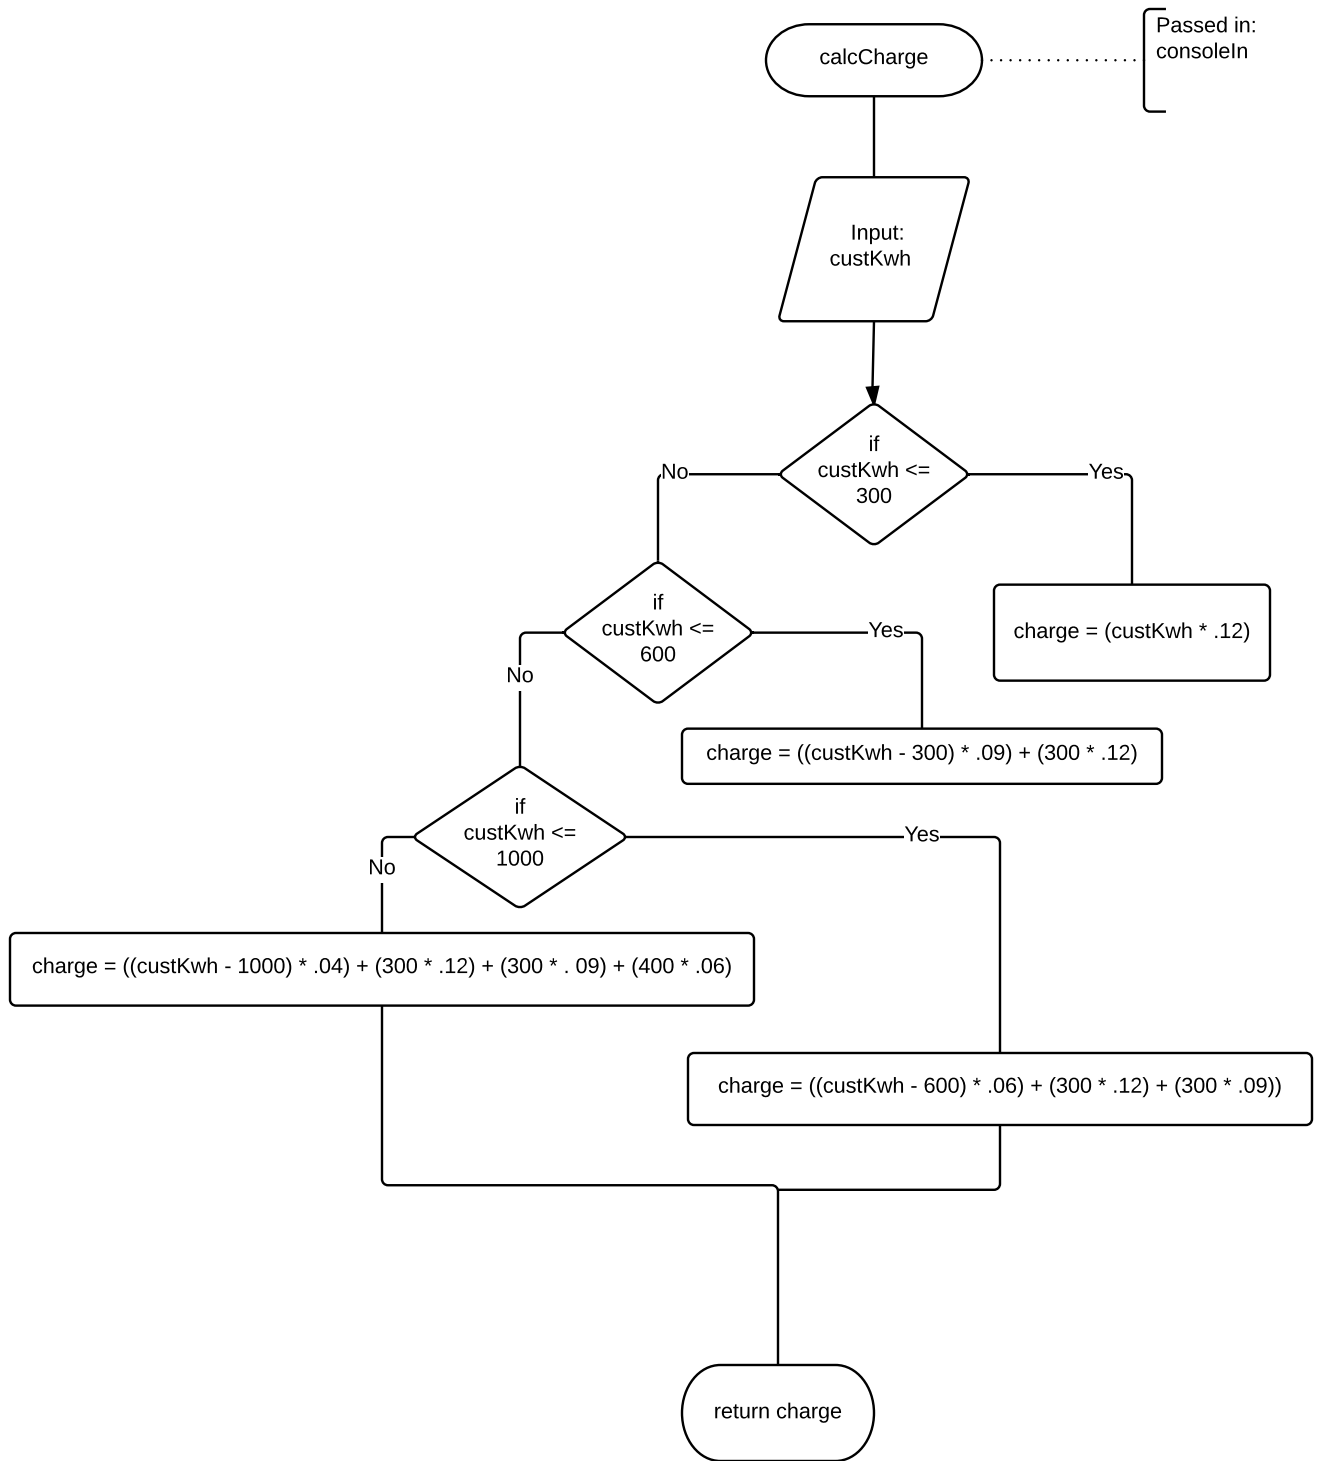 calcCharge
Passed in:
consoleIn
Input:
custKwh
if
custKwh <=
300
No
Yes
if
custKwh <=
600
Yes
No
charge = (custKwh * .12)
charge = ((custKwh - 300) * .09) + (300 * .12)
if
custKwh <=
1000
Yes
No
charge = ((custKwh - 1000) * .04) + (300 * .12) + (300 * . 09) + (400 * .06)
charge = ((custKwh - 600) * .06) + (300 * .12) + (300 * .09))
return charge